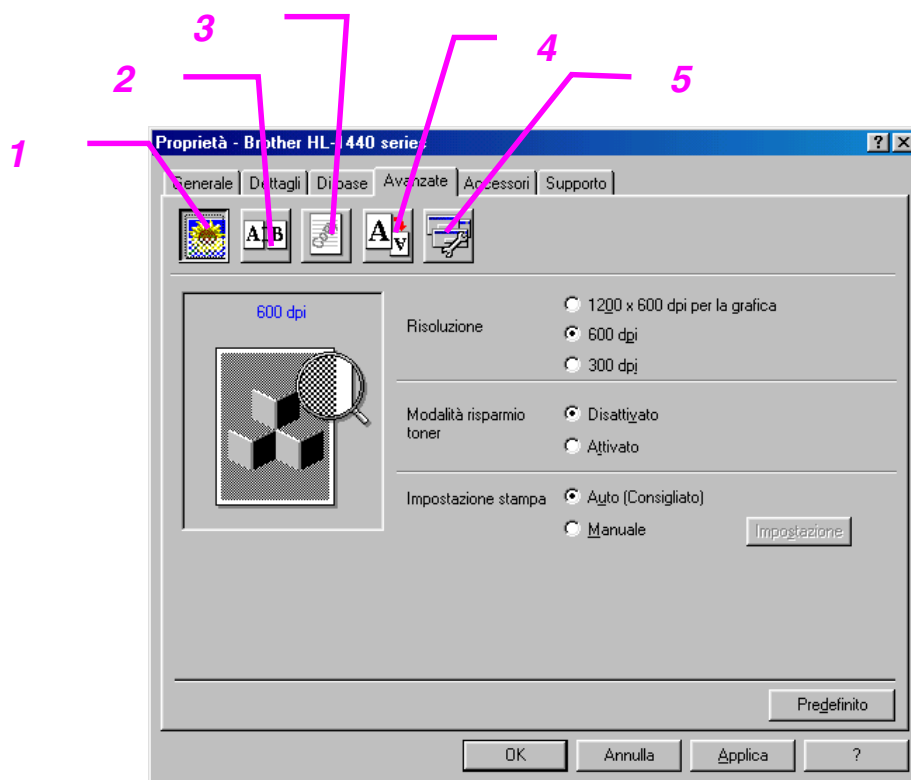 3
4
2
5
1
Proprietà - Brother HL-1440 series
Generale Dettagli Di base Avanzate Accessori Supporto
600 dpi
Risoluzione
1200 x 600 dpi per la grafica
600 dpi
300 dpi
Modalità risparmio
toner
Disattivato
Attivato
Impostazione stampa
Auto (Consigliato)
Manuale
Impostazione
Predefinito
OK Annulla Applica ?